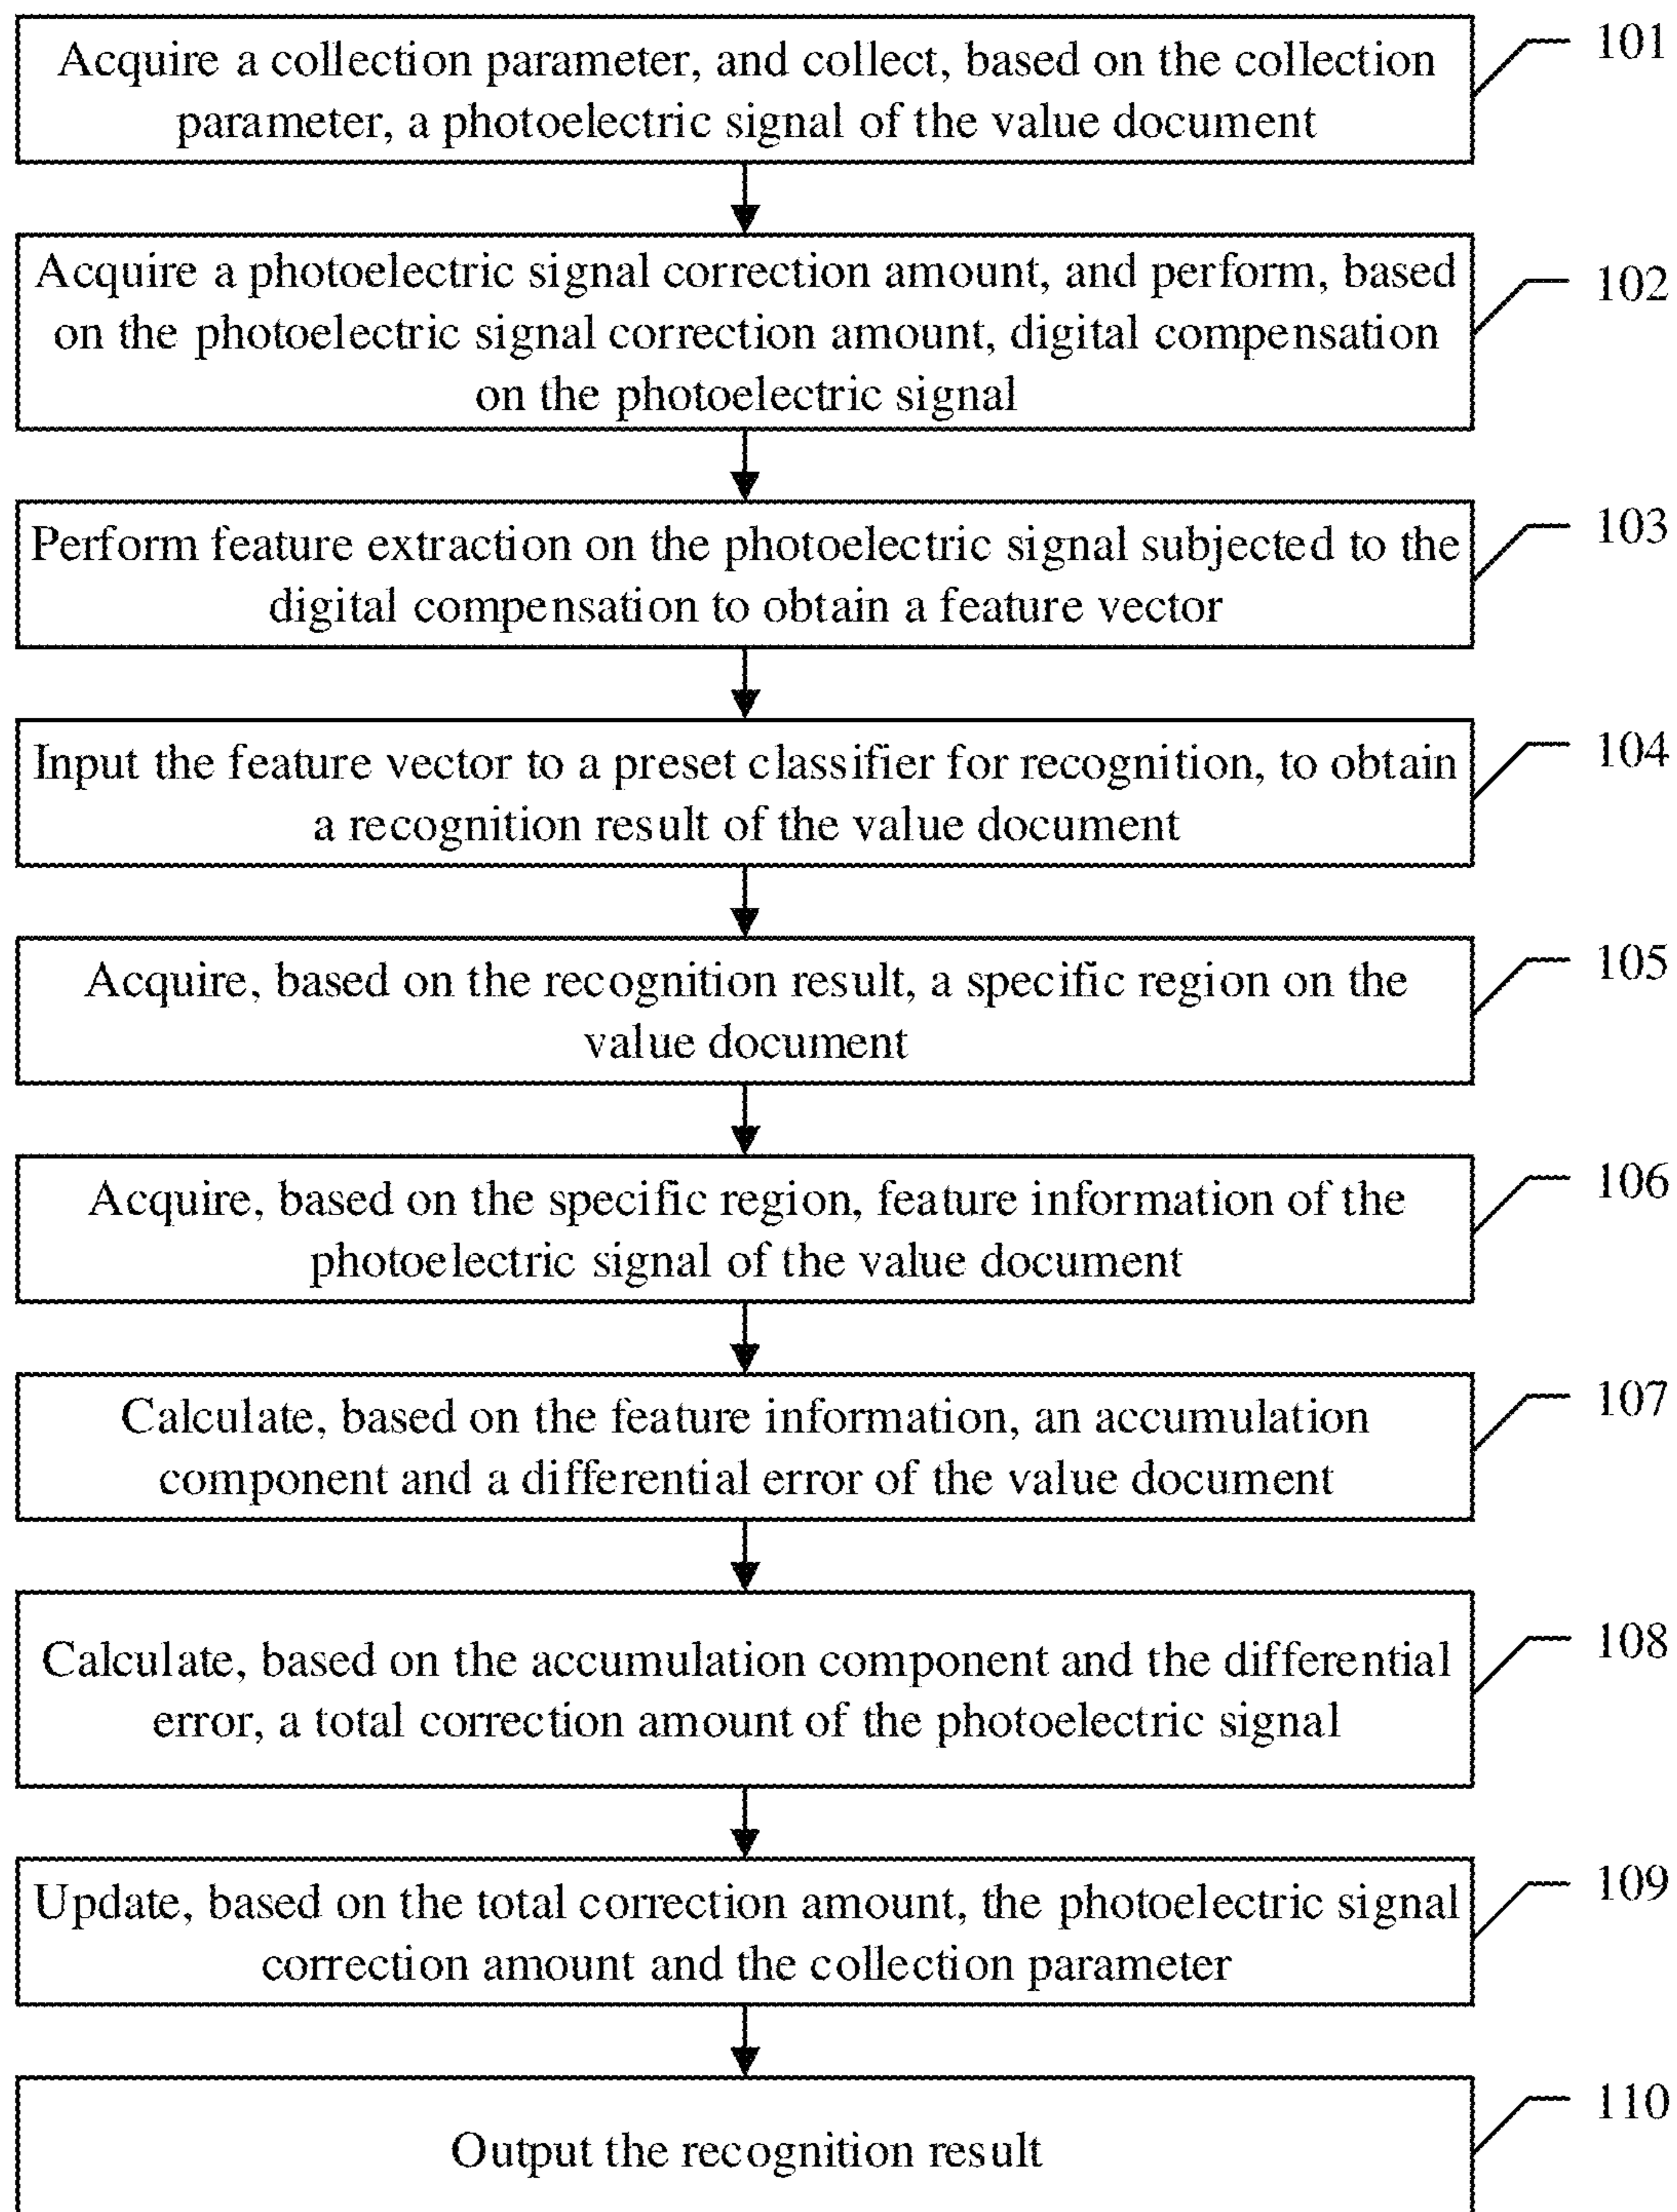 Acquire a collection parameter, and collect, based on the collection
parameter, a photoelectric signal of the value document
101
Acquire a photoelectric signal correction amount, and perform, based
on the photoelectric signal correction amount, digital compensation
on the photoelectric signal
102
Perform feature extraction on the photoelectric signal subjected to the
digital compensation to obtain a feature vector
103
Input the feature vector to a preset classifier for recognition, to obtain
a recognition result of the value document
104
Acquire, based on the recognition result, a specific region on the
value document
105
Acquire, based on the specific region, feature information of the
photoelectric signal of the value document
106
Calculate, based on the feature information, an accumulation
component and a differential error of the value document
107
Calculate, based on the accumulation component and the differential
error, a total correction amount of the photoelectric signal
108
Update, based on the total correction amount, the photoelectric signal
correction amount and the collection parameter
109
Output the recognition result
110